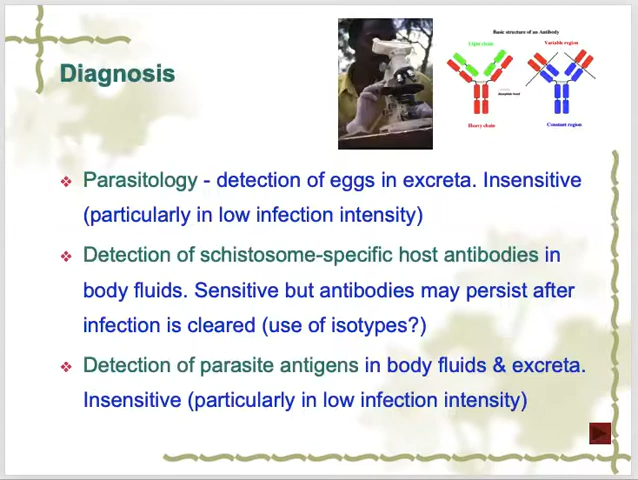 Diagnosis
Basic structure of an Antibody
Light chain
Variable region
disulphide bond
Heavy chain
Constant region
❖ Parasitology - detection of eggs in excreta. Insensitive
(particularly in low infection intensity)
❖ Detection of schistosome-specific host antibodies in
body fluids. Sensitive but antibodies may persist after
infection is cleared (use of isotypes?)
❖ Detection of parasite antigens in body fluids & excreta.
Insensitive (particularly in low infection intensity)